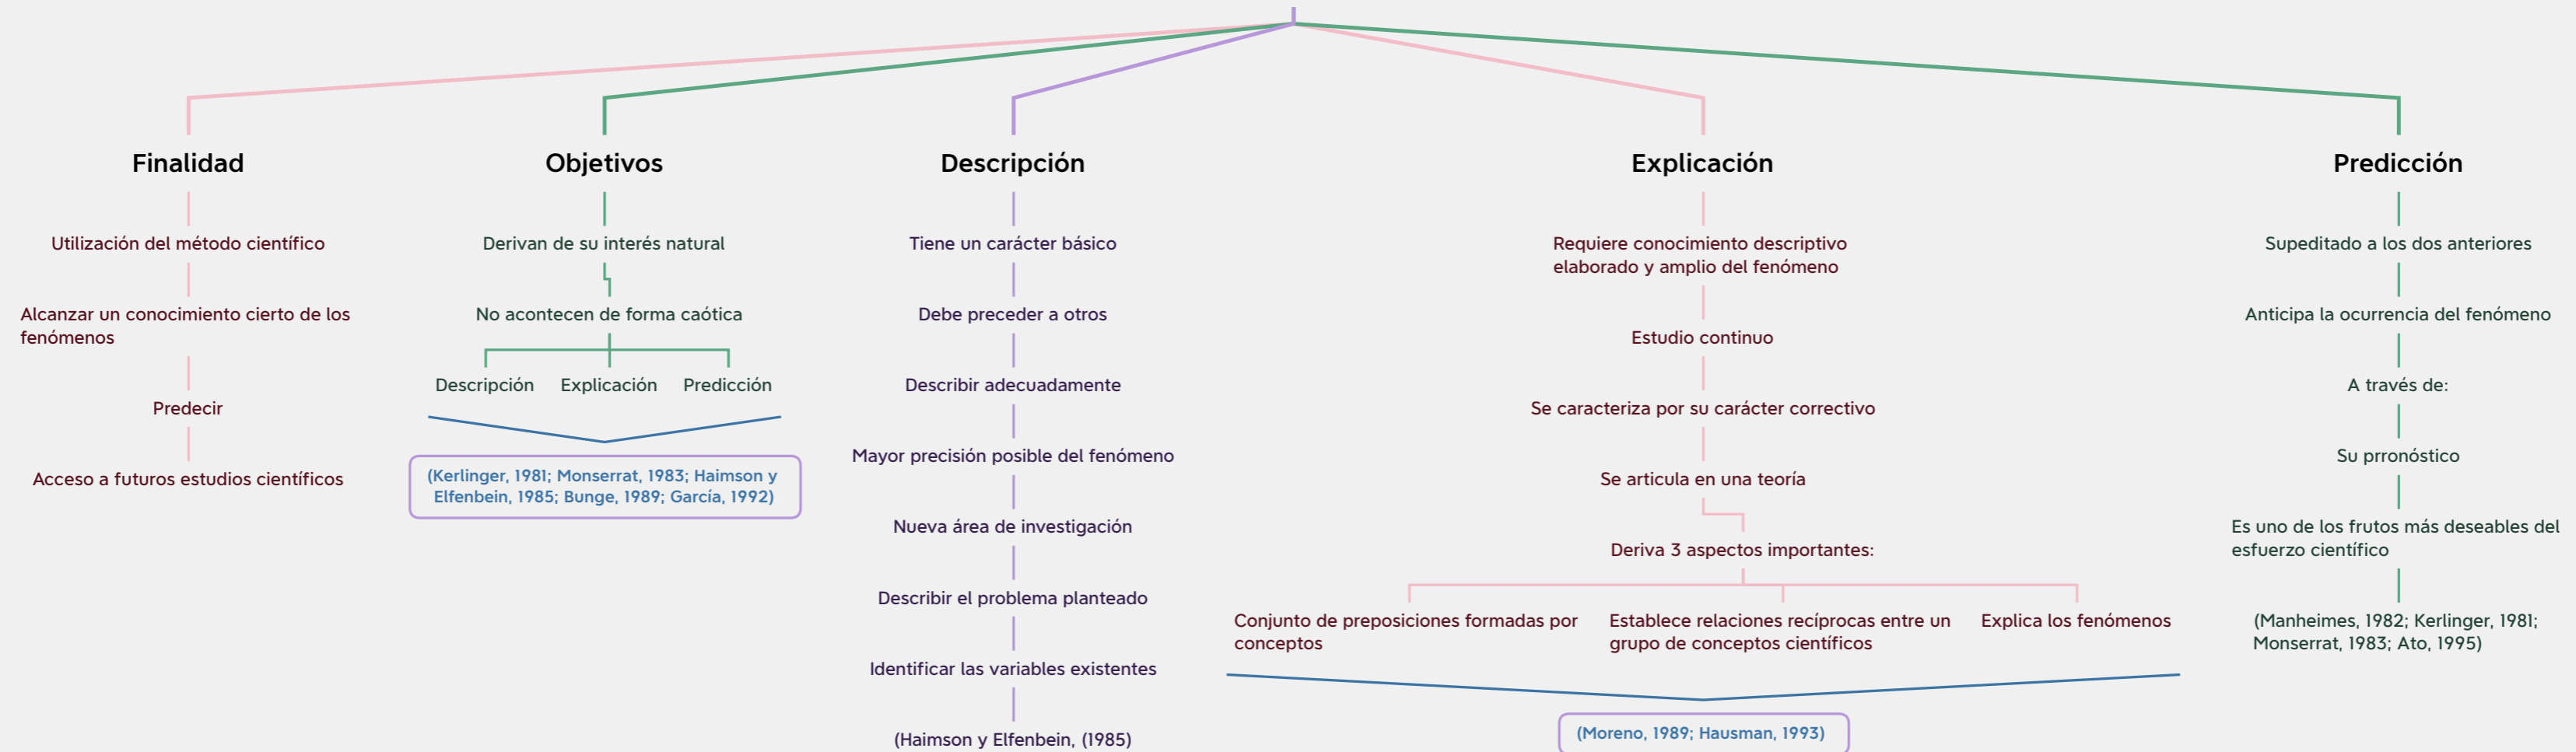 Finalidad
Utilización del método científico
Alcanzar un conocimiento cierto de los
fenómenos
Predecir
Acceso a futuros estudios científicos
Objetivos
Derivan de su interés natural
No acontecen de forma caótica
Descripción
Explicación
Predicción
(Kerlinger, 1981; Monserrat, 1983; Haimson y
Elfenbein, 1985; Bunge, 1989; García, 1992)
Descripción
Tiene un carácter básico
Debe preceder a otros
Describir adecuadamente
Mayor precisión posible del fenómeno
Nueva área de investigación
Describir el problema planteado
Identificar las variables existentes
(Haimson y Elfenbein, (1985)
Explicación
Requiere conocimiento descriptivo
elaborado y amplio del fenómeno
Estudio continuo
Se caracteriza por su carácter correctivo
Se articula en una teoría
Deriva 3 aspectos importantes:
Conjunto de preposiciones formadas por
conceptos
Establece relaciones recíprocas entre un
grupo de conceptos científicos
Explica los fenómenos
(Moreno, 1989; Hausman, 1993)
Predicción
Supeditado a los dos anteriores
Anticipa la ocurrencia del fenómeno
A través de:
Su prronóstico
Es uno de los frutos más deseables del
esfuerzo científico
(Manheimes, 1982; Kerlinger, 1981;
Monserrat, 1983; Ato, 1995)